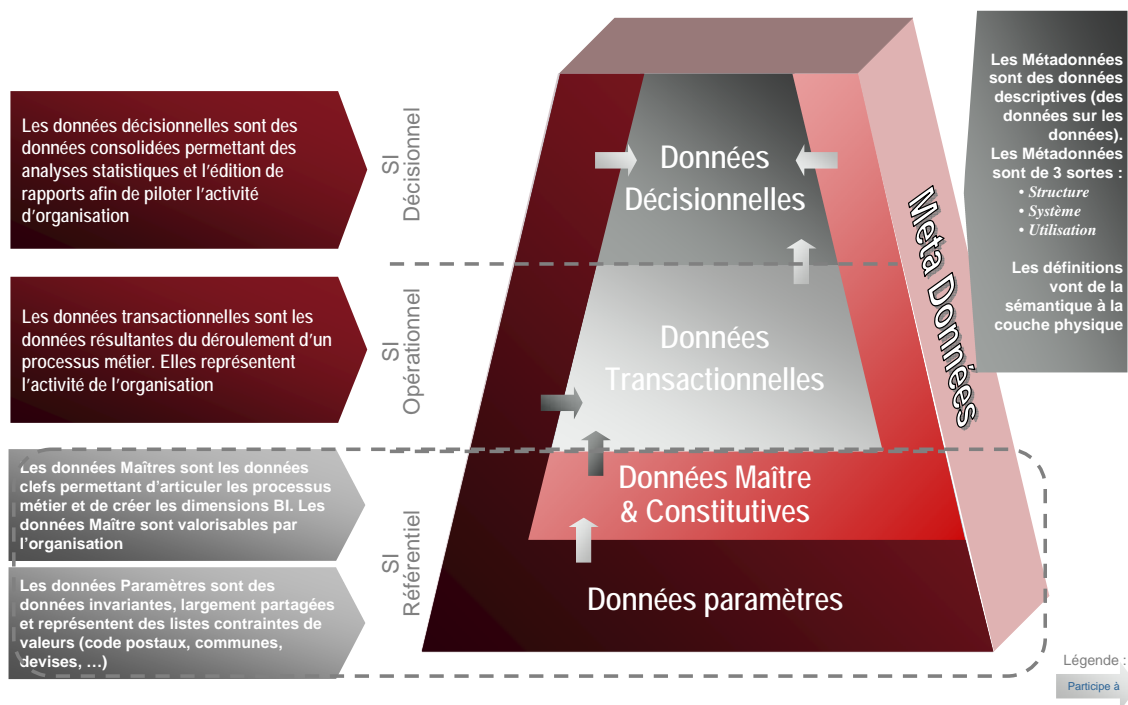 Les données décisionnelles sont des
données consolidées permettant des
analyses statistiques et l'édition de
rapports afin de piloter l'activité
d'organisation
SI
Décisionnel
Données
Décisionnelles
Les Métadonnées
sont des données
descriptives (des
données sur les
données).
Les Métadonnées
sont de 3 sortes :
• Structure
• Système
• Utilisation
Les définitions
vont de la
sémantique à la
couche physique
Meta Données
Les données transactionnelles sont les
données résultantes du déroulement d'un
processus métier. Elles représentent
l'activité de l'organisation
SI
Opérationnel
Données
Transactionnelles
Les données Maîtres sont les données
clefs permettant d'articuler les processus
métier et de créer les dimensions BI. Les
données Maître sont valorisables par
l'organisation
SI
Référentiel
Données Maître
& Constitutives
Les données Paramètres sont des
données invariantes, largement partagées
et représentent des listes contraintes de
valeurs (code postaux, communes,
devises, …)
Données paramètres
Légende :
Participe à